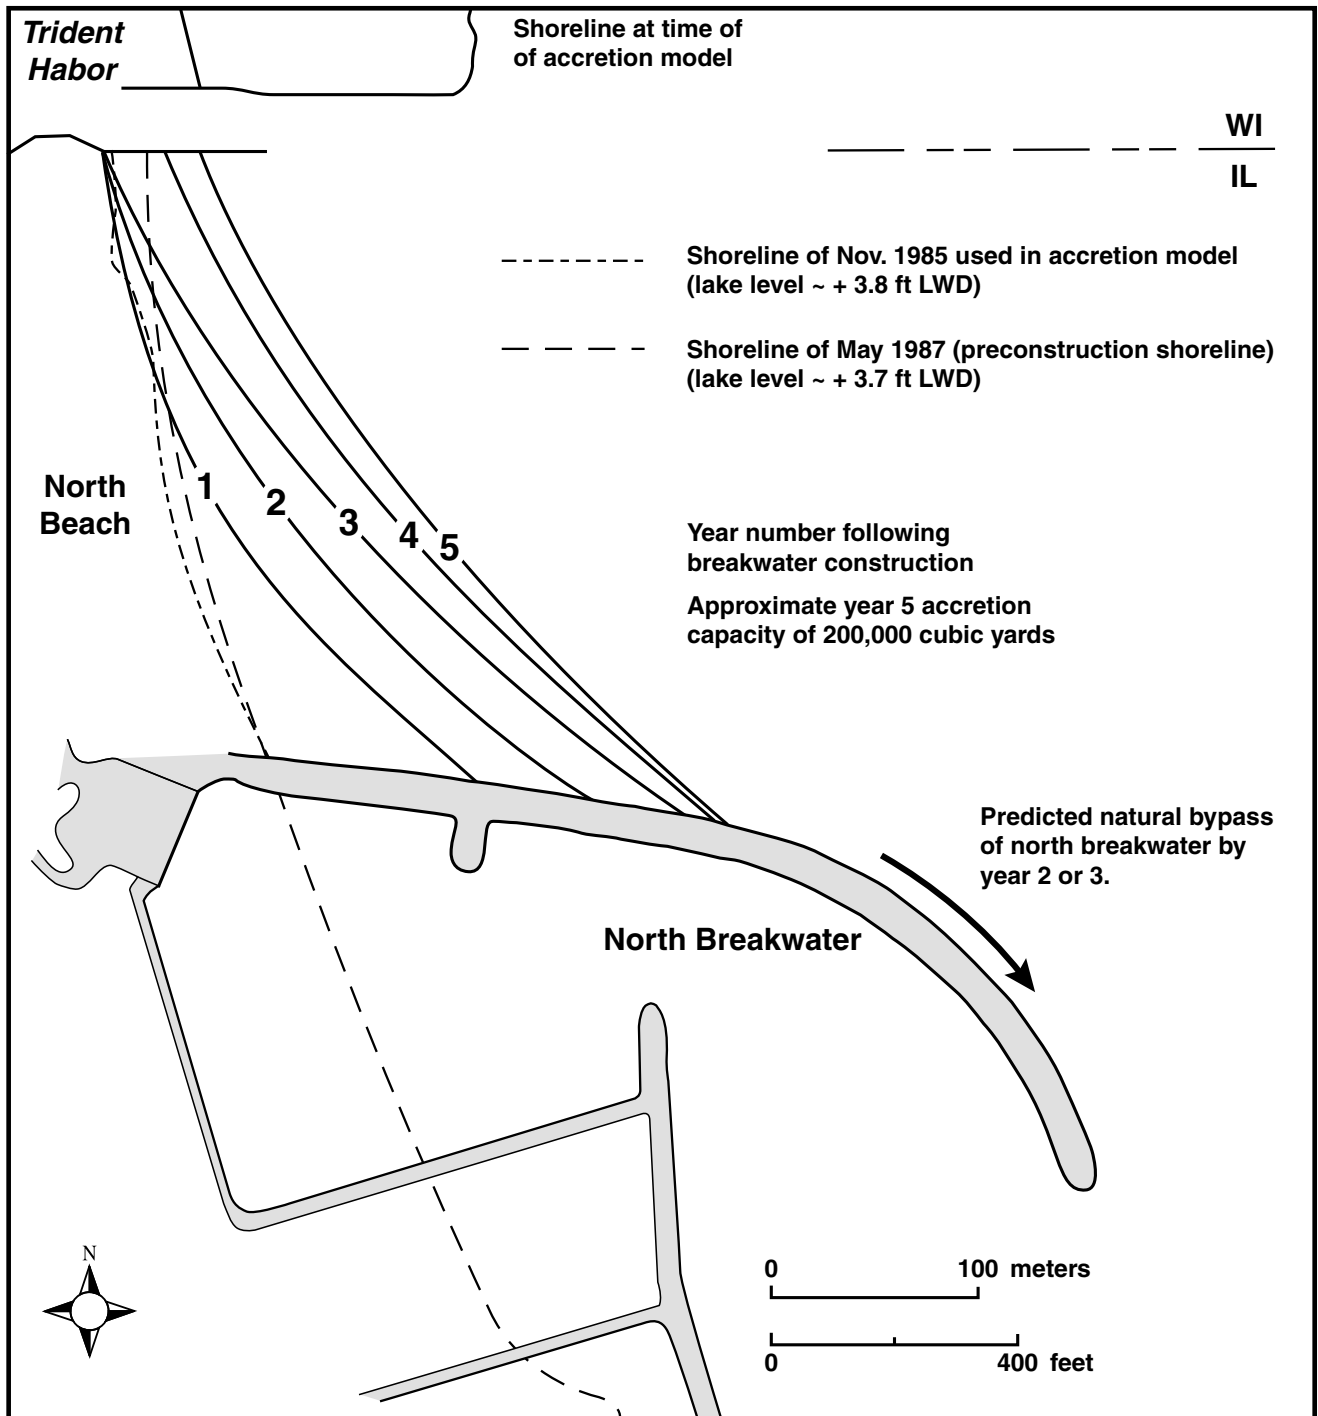 Trident
Habor
Shoreline at time of
of accretion model
WI
IL
Shoreline of Nov. 1985 used in accretion model
(lake level ~ + 3.8 ft LWD)
Shoreline of May 1987 (preconstruction shoreline)
(lake level ~ + 3.7 ft LWD)
North
Beach
1
2
3
4
5
Year number following
breakwater construction
Approximate year 5 accretion
capacity of 200,000 cubic yards
Predicted natural bypass
of north breakwater by
year 2 or 3.
North Breakwater
N
0 100 meters
0 400 feet